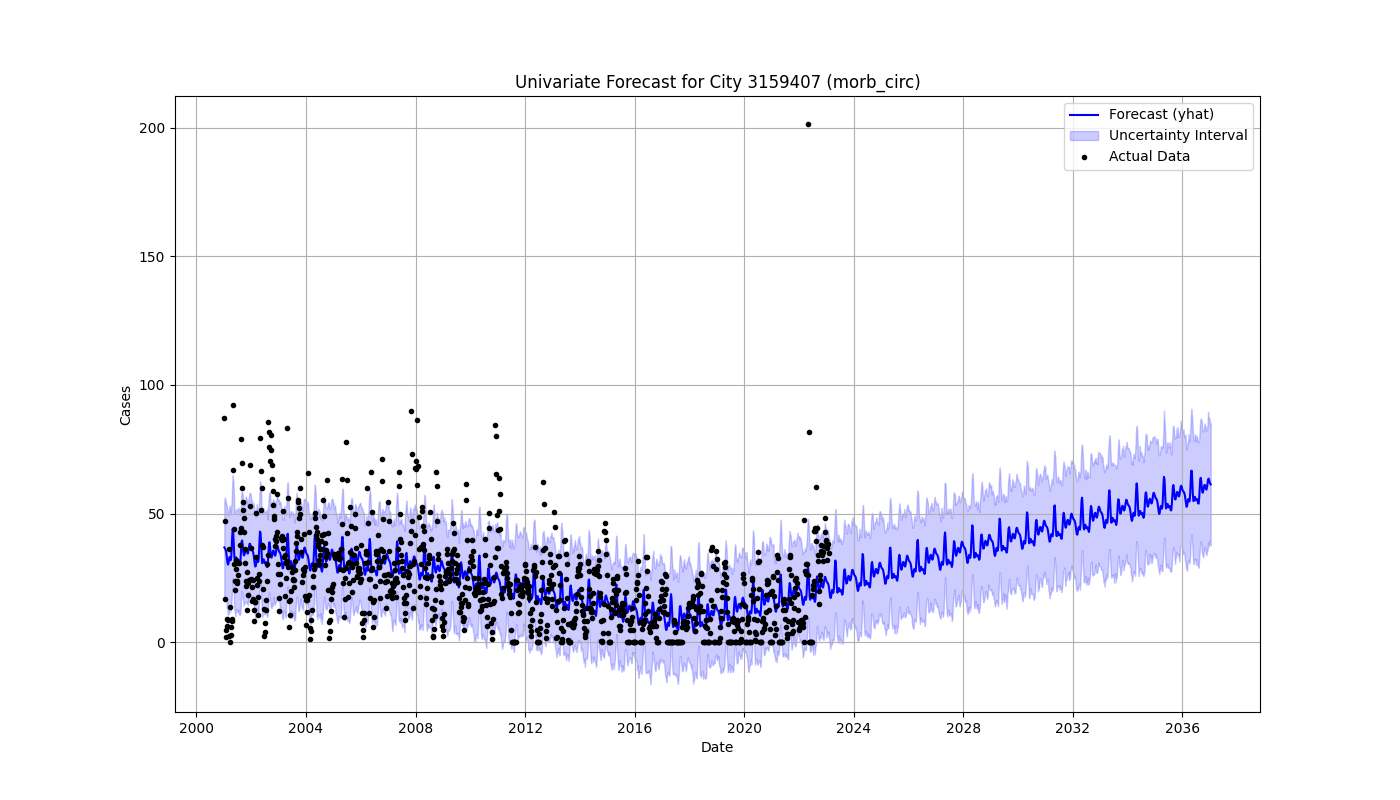 Univariate Forecast for City 3159407 (morb_circ)
Forecast (yhat)
Uncertainty Interval
Actual Data
200
150
100
50
0
Cases
2000 2004 2008 2012 2016 2020 2024 2028 2032 2036
Date